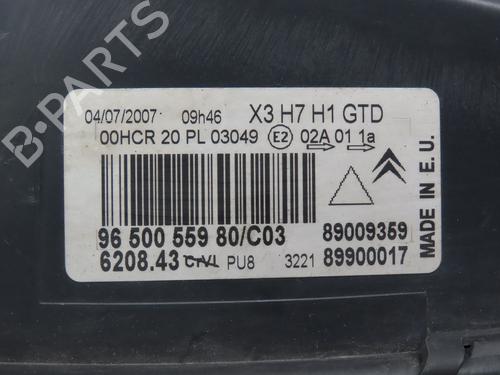 B-PARTS
04/07/2007 09h46 X3 H7 H1 GTD
00HCR 20 PL 03049 E2 02A 01 1a
96 500 559 80/C03 89009359
6208.43 CrVi PU8 3221 89900017
MADE IN E. U.